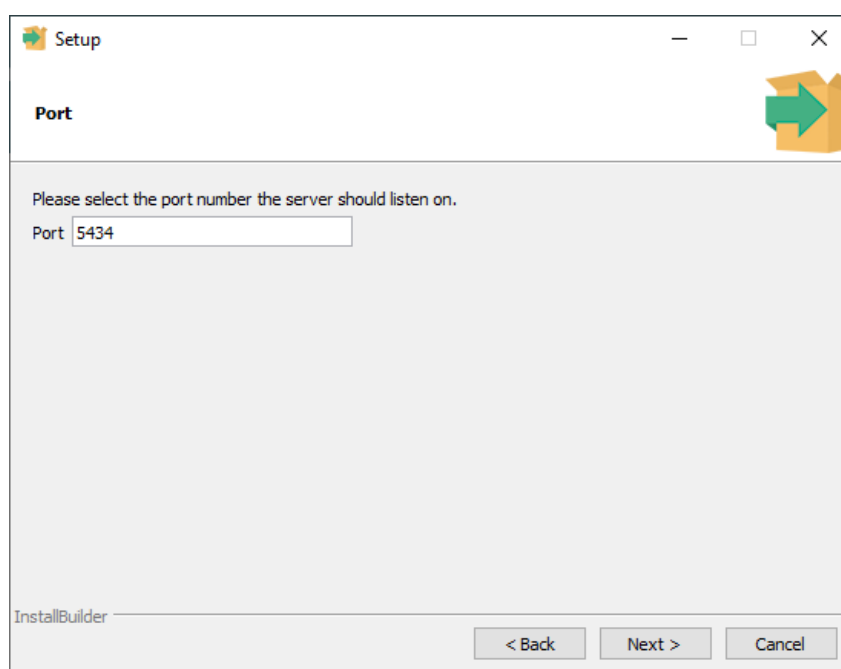 Setup
Port
Please select the port number the server should listen on.
Port 5434
InstallBuilder
< Back Next > Cancel